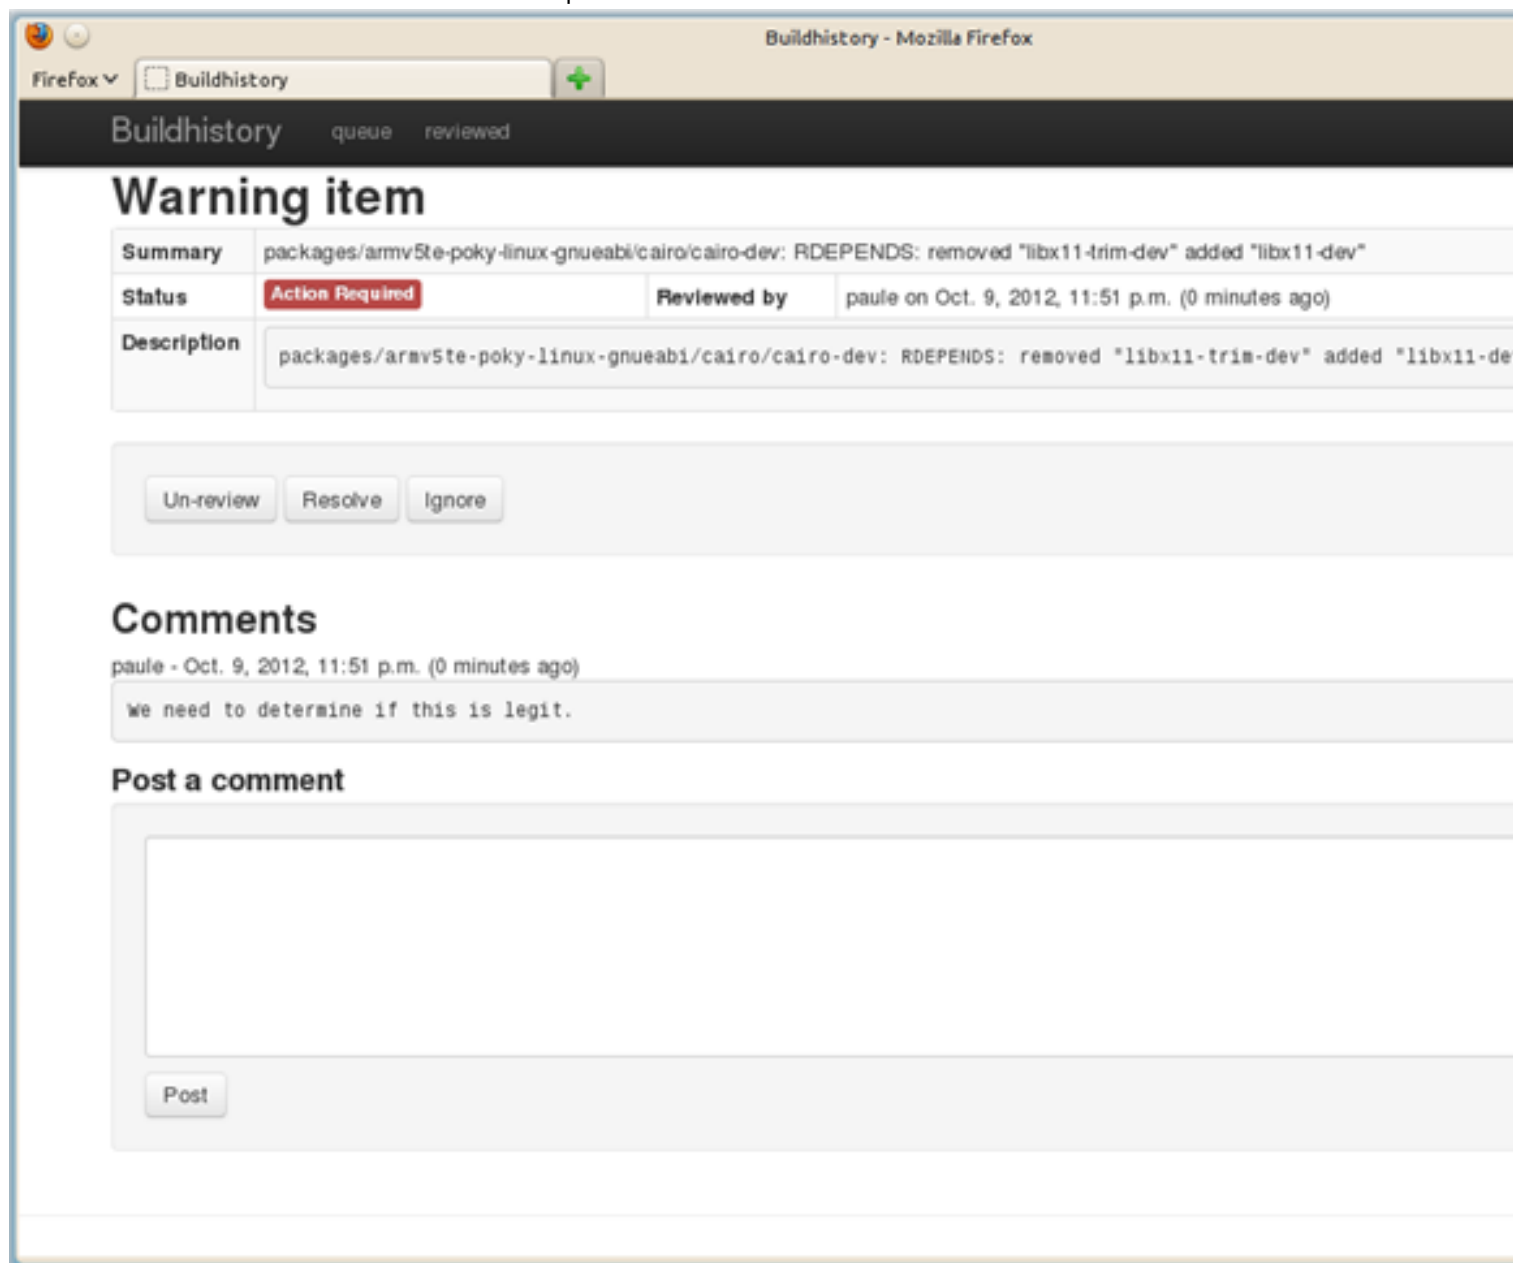 Buildhistory - Mozilla Firefox
Firefox Buildhistory
Buildhistory queue reviewed
Warning item
Summary packages/armv5te-poky-linux-gnueabi/cairo/cairo-dev: RDEPENDS: removed "libx11-trim-dev" added "libx11-dev"
Status Action Required Reviewed by paule on Oct. 9, 2012, 11:51 p.m. (0 minutes ago)
Description packages/armv5te-poky-linux-gnueabi/cairo/cairo-dev: RDEPENDS: removed "libx11-trim-dev" added "libx11-de
Un-review Resolve Ignore
Comments
paule - Oct. 9, 2012, 11:51 p.m. (0 minutes ago)
We need to determine if this is legit.
Post a comment
Post